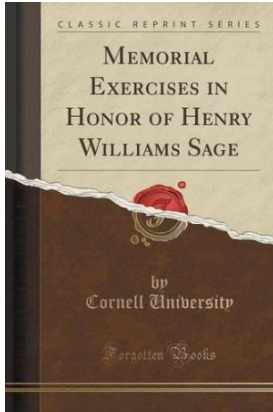 CLASSIC REPRINT SERIES
MEMORIAL
EXERCISES IN
HONOR OF HENRY
WILLIAMS SAGE
by
Cornell University
Forgotten Books